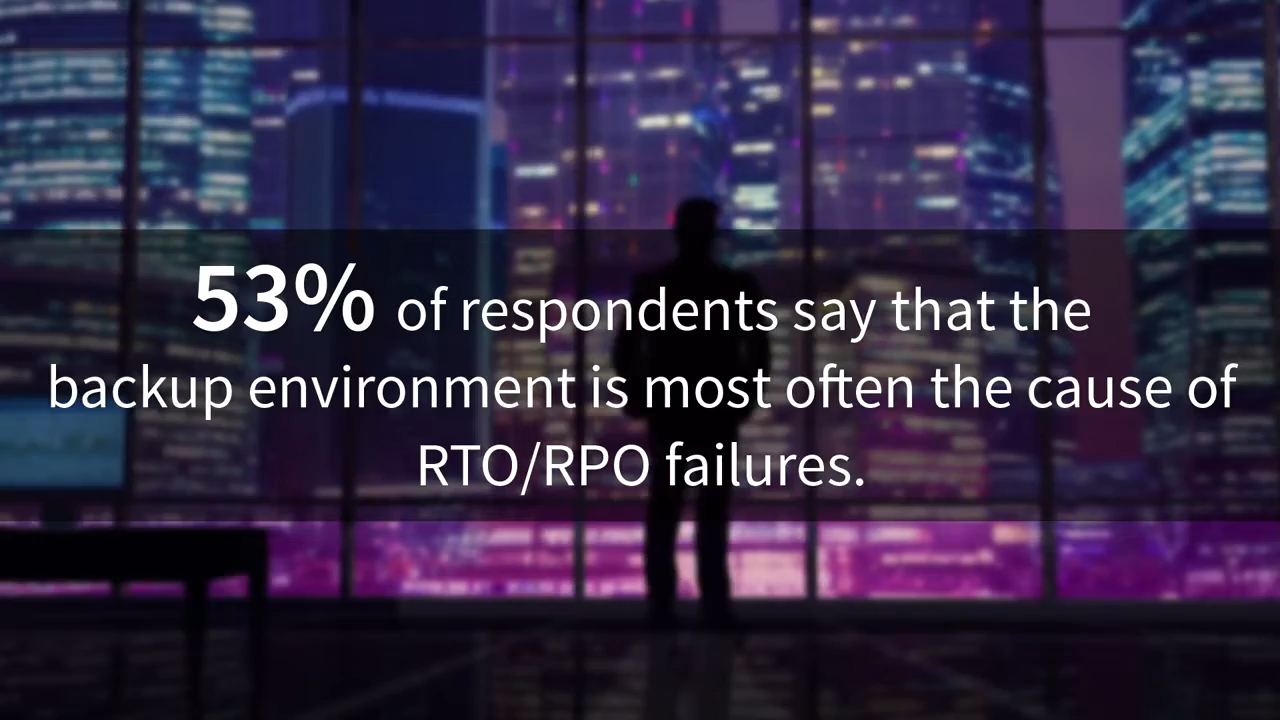 53% of respondents say that the
backup environment is most often the cause of
RTO/RPO failures.